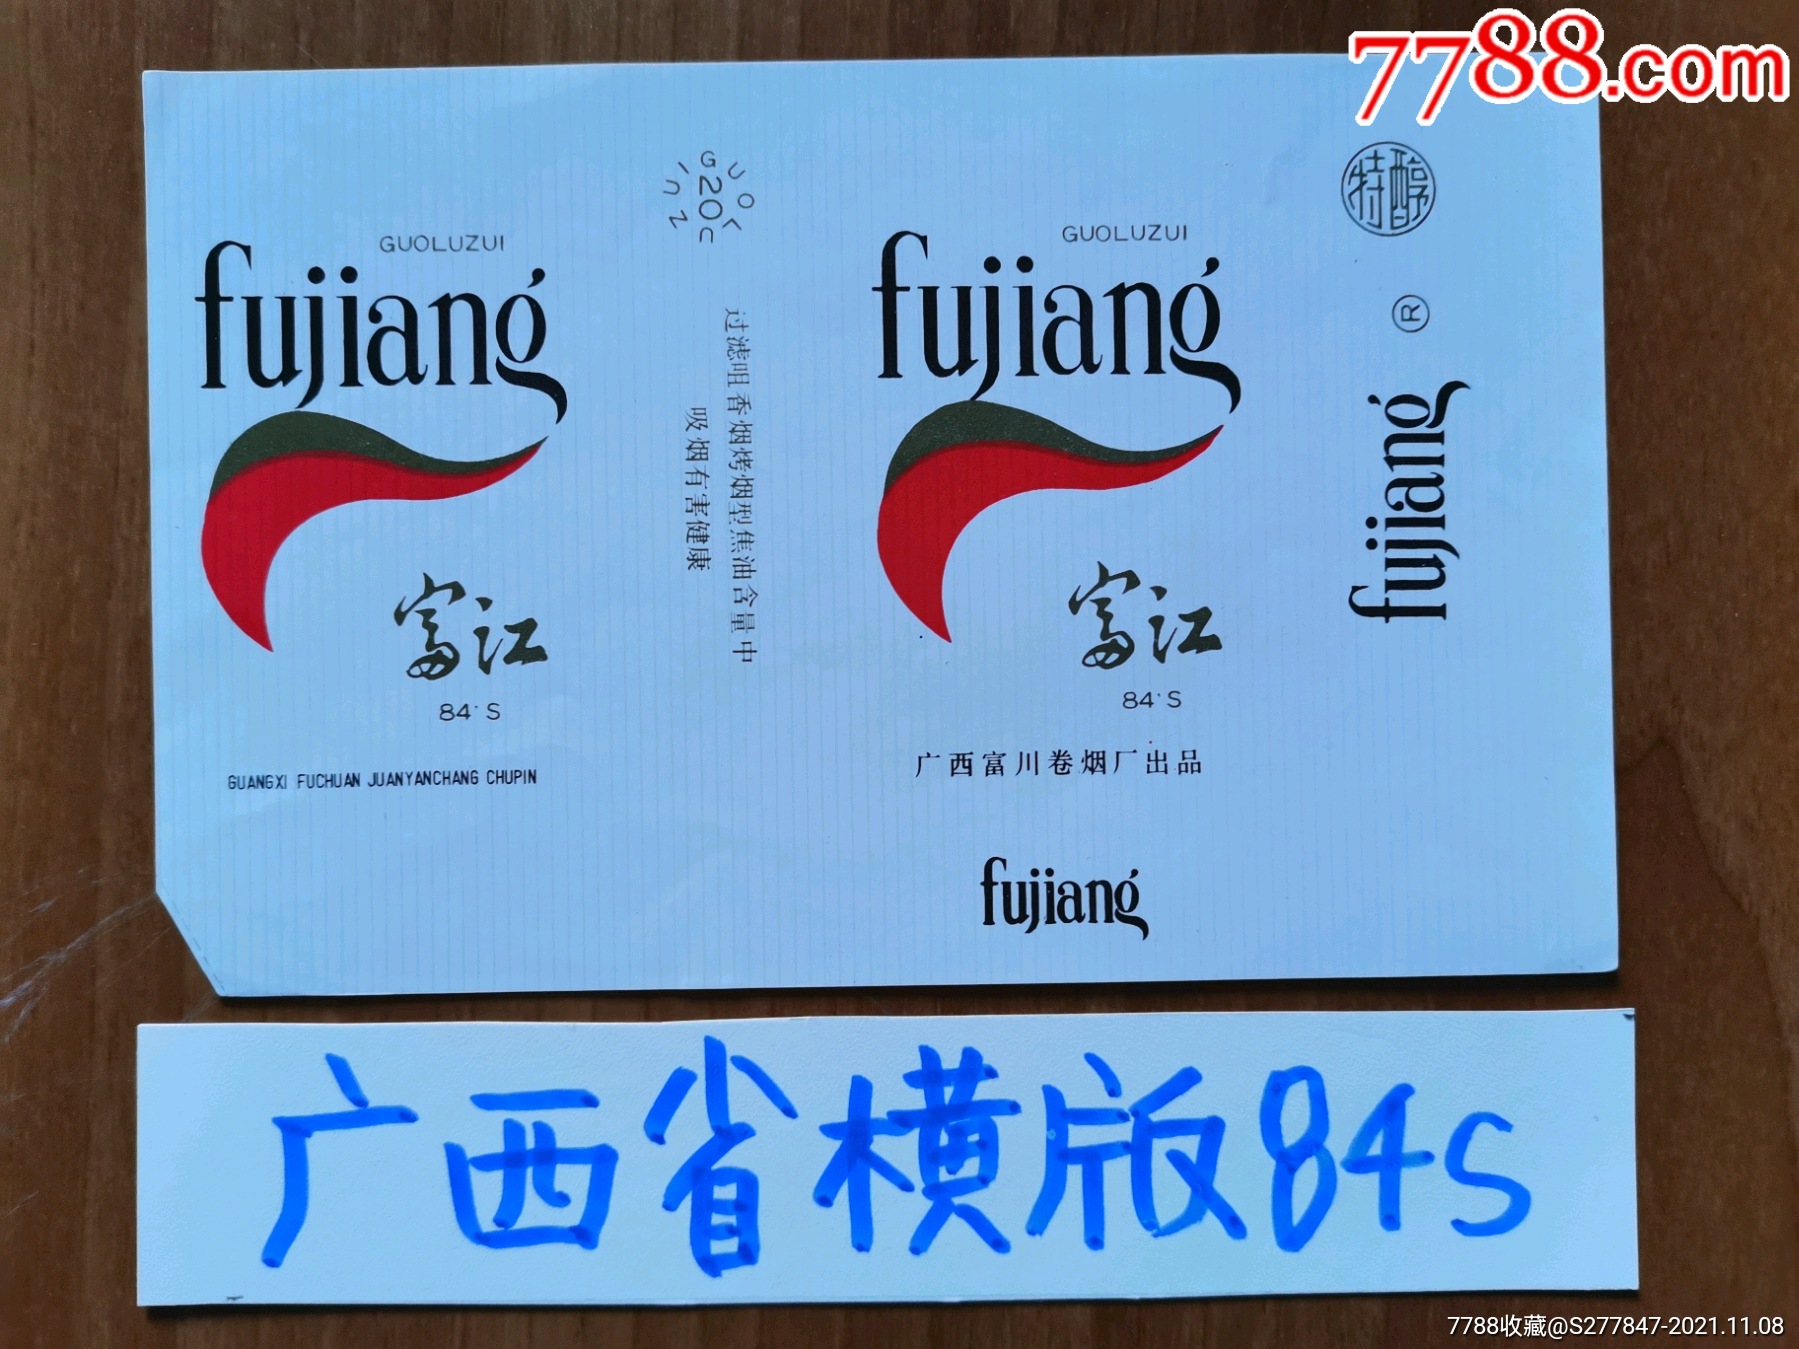 7788.com
GUOLUZUI
fujiang
富江
84'S
GUANGXI FUCHUAN JUANYANCHANG CHUPIN
GUOLUZUI
20
过滤咀香烟烤烟型焦油含量中
吸烟有害健康
GUOLUZUI
fujiang
富江
84'S
广西富川卷烟厂出品
fujiang
特醇
®
fujiang
广西省横版84S
7788收藏@S277847-2021.11.08